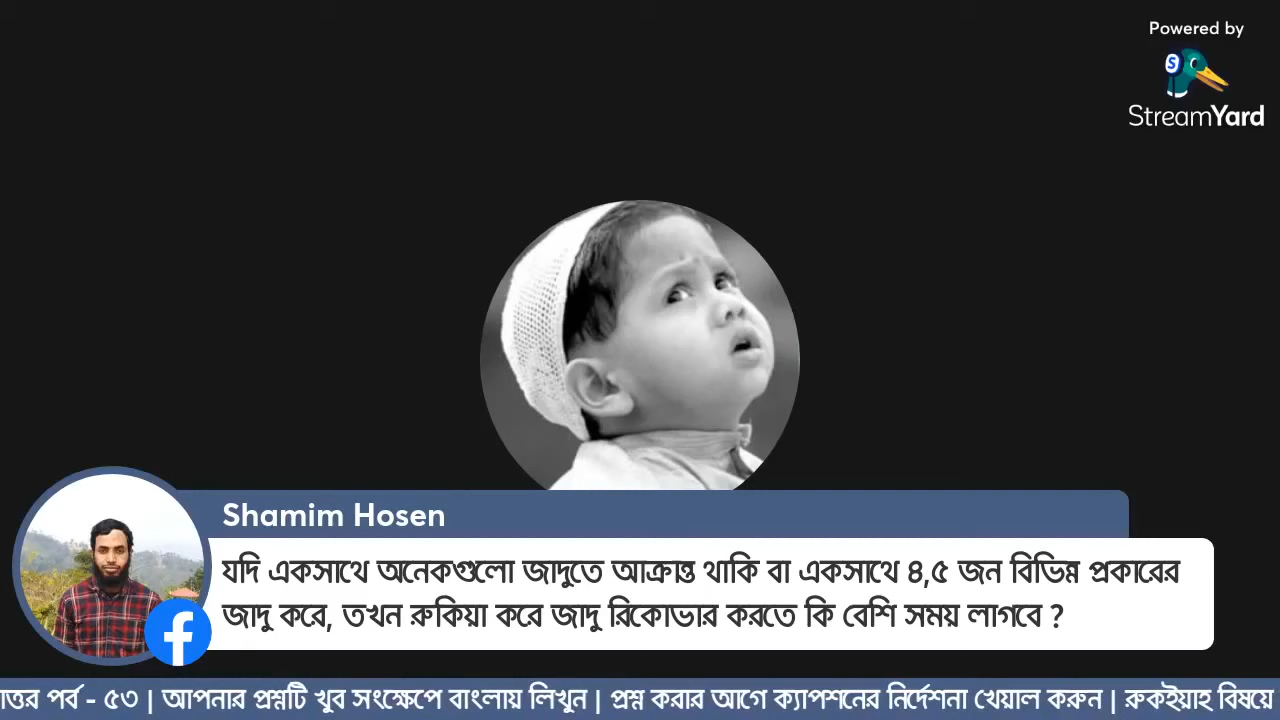 Powered by
StreamYard
Shamim Hosen
যদি একসাথে অনেকগুলো জাদুতে আক্রান্ত থাকি বা একসাথে ৪,৫ জন বিভিন্ন প্রকারের
জাদু করে, তখন রুকিয়া করে জাদু রিকোভার করতে কি বেশি সময় লাগবে ?
পর্ব - ৫৩ | আপনার প্রশ্নটি খুব সংক্ষেপে বাংলায় লিখুন | প্রশ্ন করার আগে ক্যাপশনের নির্দেশনা খেয়াল করুন | রুকইয়াহ বিষয়ে